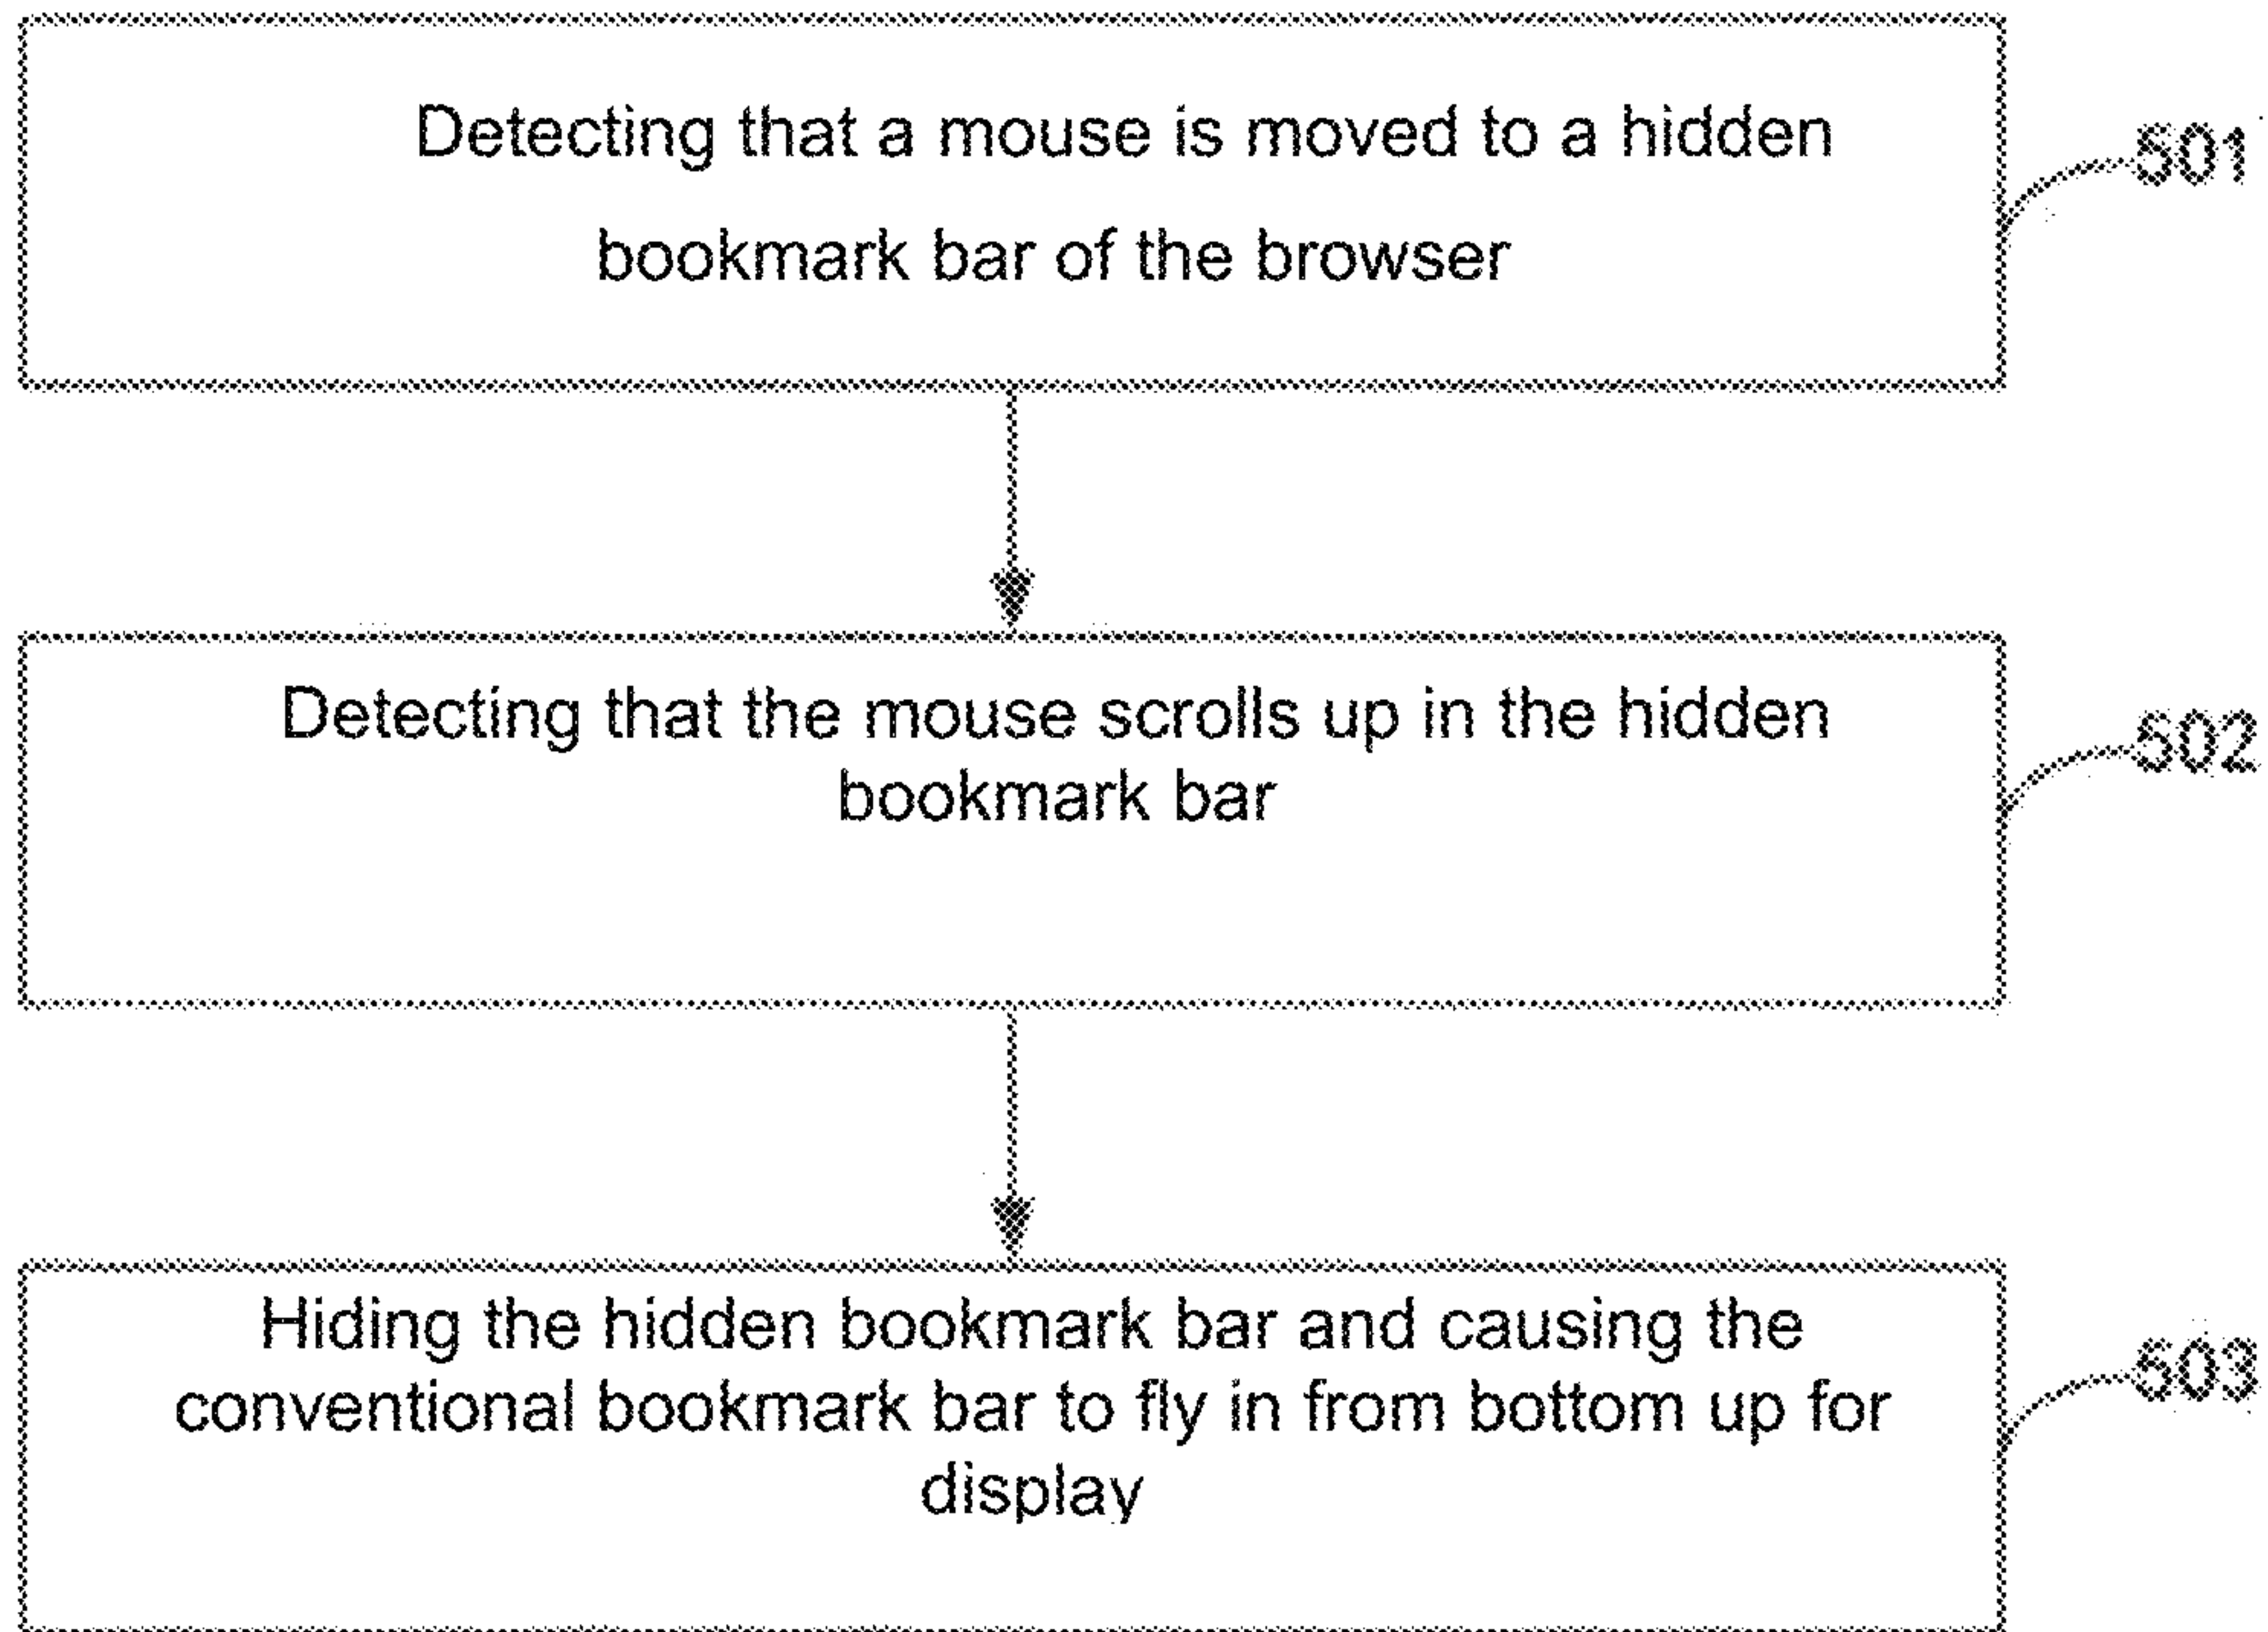 Detecting that a mouse is moved to a hidden
bookmark bar of the browser
501
Detecting that the mouse scrolls up in the hidden
bookmark bar
502
Hiding the hidden bookmark bar and causing the
conventional bookmark bar to fly in from bottom up for
display
503